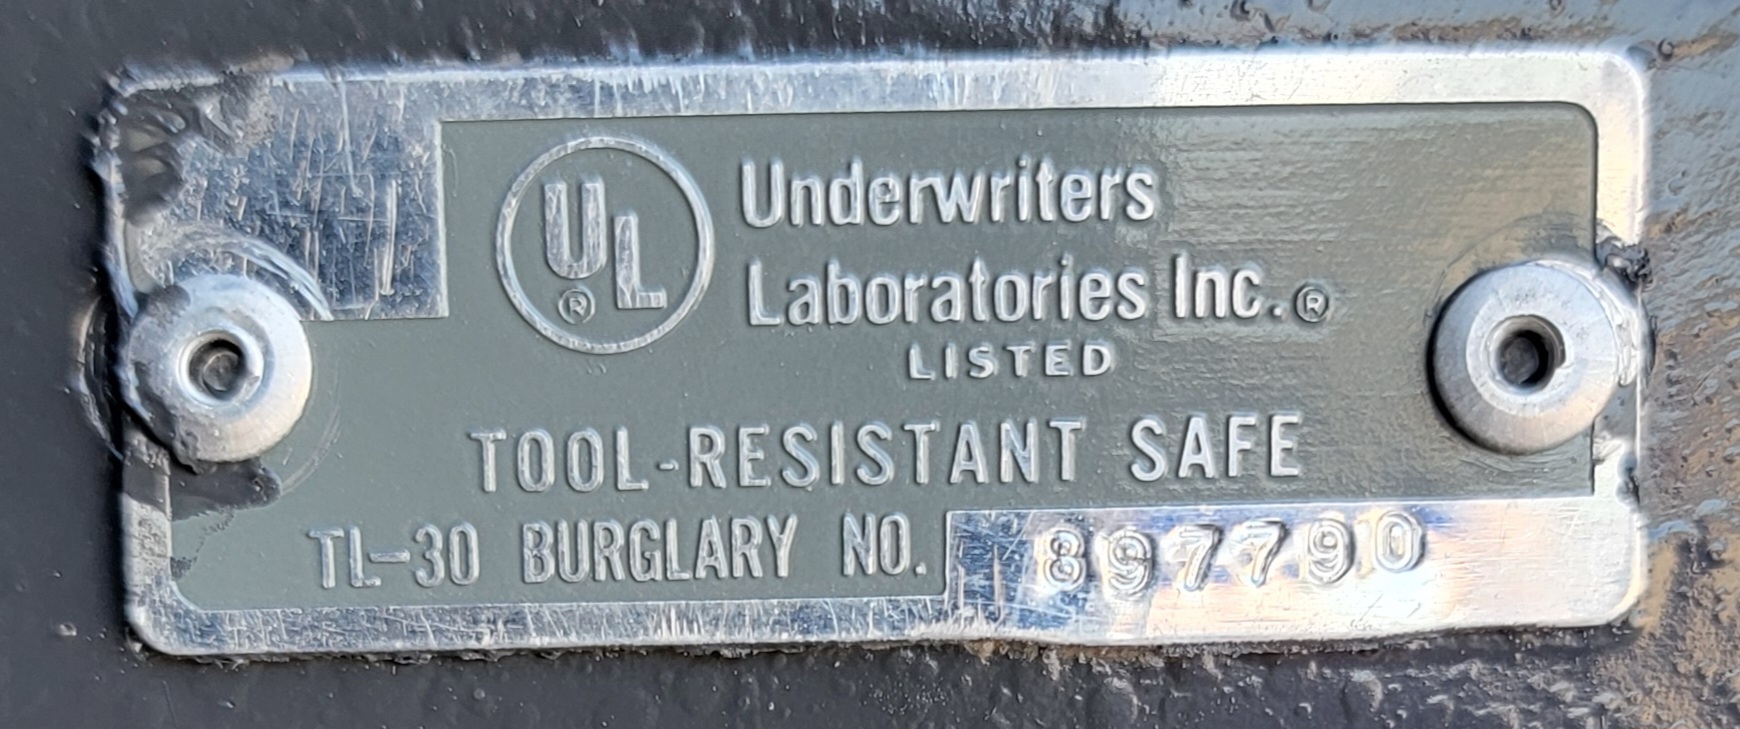 UL ®
Underwriters
Laboratories Inc.®
LISTED
TOOL-RESISTANT SAFE
TL-30 BURGLARY NO. 897790